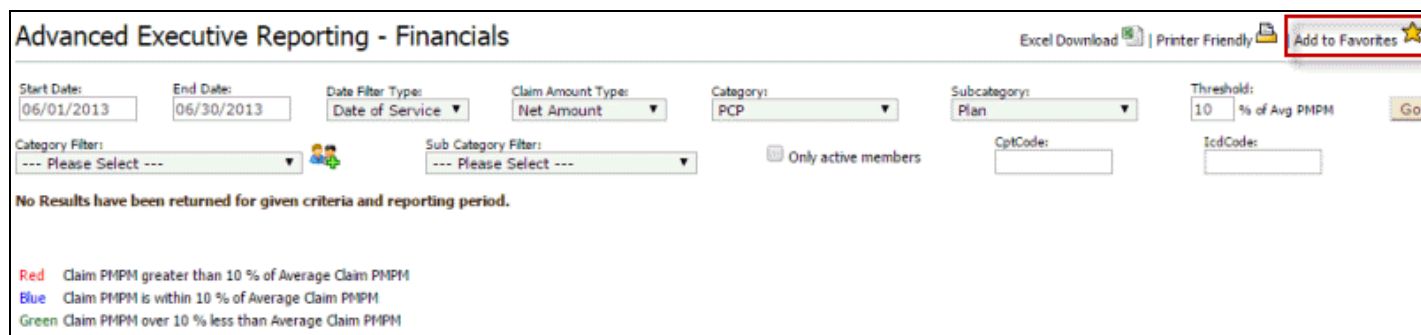 Advanced Executive Reporting - Financials
Excel Download | Printer Friendly | Add to Favorites
Start Date: End Date: Date Filter Type: Claim Amount Type: Category: Subcategory: Threshold:
06/01/2013 06/30/2013 Date of Service Net Amount PCP Plan 10 % of Avg PMPM Go
Category Filter: Sub Category Filter: CptCode: IcdCode:
--- Please Select --- --- Please Select --- Only active members
No Results have been returned for given criteria and reporting period.
Red Claim PMPM greater than 10 % of Average Claim PMPM
Blue Claim PMPM is within 10 % of Average Claim PMPM
Green Claim PMPM over 10 % less than Average Claim PMPM